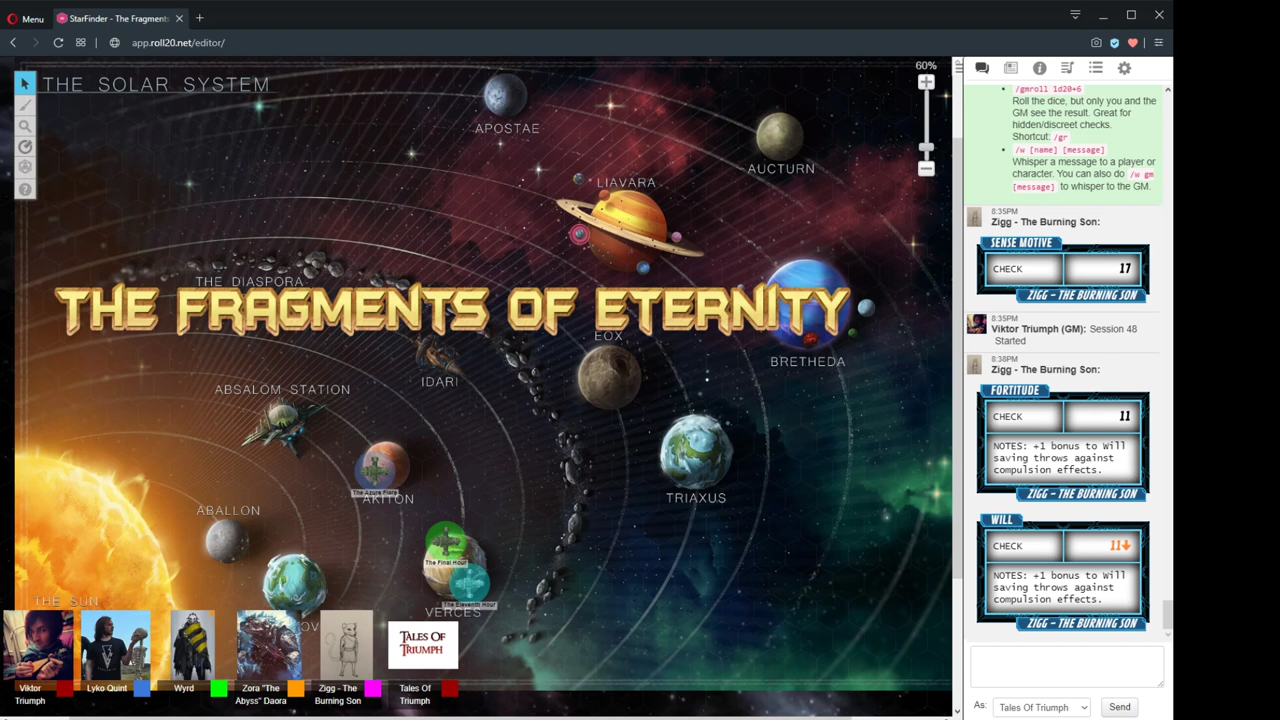 Menu
StarFinder - The Fragments
app.roll20.net/editor/
THE SOLAR SYSTEM
60%
APOSTAE
AUCTURN
LIAVARA
THE DIASPORA
THE FRAGMENTS OF ETERNITY
EOX
BRETHEDA
IDARI
ABSALOM STATION
The Azure Flare
AKITON
TRIAXUS
ABALLON
The Final Hour
The Eleventh Hour
VERCES
THE SUN
OV
TALES OF
TRIUMPH
Viktor
Triumph
Lyko Quint
Wyrd
Zora "The
Abyss" Daora
Zigg - The
Burning Son
Tales Of
Triumph
/gmroll 1d20+6
Roll the dice, but only you and the
GM see the result. Great for
hidden/discreet checks.
Shortcut: /gr
/w [name] [message]
Whisper a message to a player or
character. You can also do /w gm
[message] to whisper to the GM.
8:35PM
Zigg - The Burning Son:
SENSE MOTIVE
CHECK 17
ZIGG - THE BURNING SON
8:35PM
Viktor Triumph (GM): Session 48
Started
8:38PM
Zigg - The Burning Son:
FORTITUDE
CHECK 11
NOTES: +1 bonus to Will
saving throws against
compulsion effects.
ZIGG - THE BURNING SON
WILL
CHECK 11
NOTES: +1 bonus to Will
saving throws against
compulsion effects.
ZIGG - THE BURNING SON
As: Tales Of Triumph Send